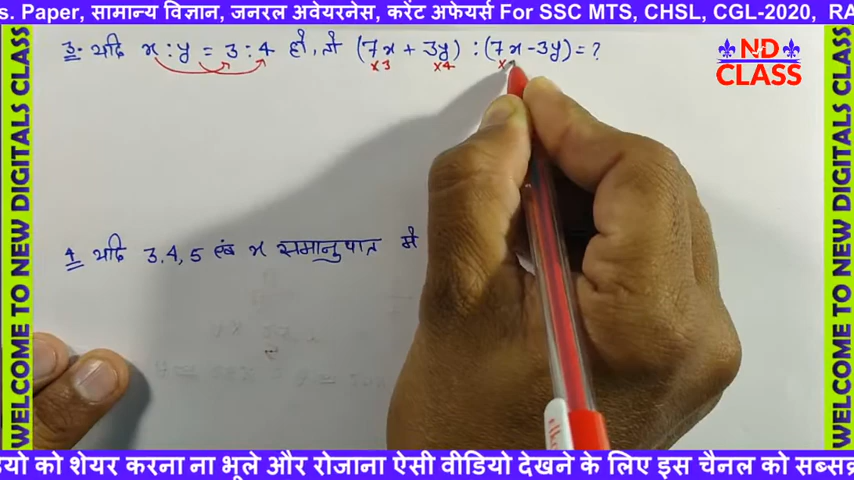 s. Paper, सामान्य विज्ञान, जनरल अवेयरनेस, करेंट अफेयर्स For SSC MTS, CHSL, CGL-2020, RA
ND
CLASS
3. यदि x : y = 3 : 4 हो, तो (7x + 3y) : (7x - 3y) = ?
×3 ×4 ×
4. यदि 3, 4, 5 एवं x समानुपात में
WELCOME TO NEW DIGITALS CLASS
WELCOME TO NEW DIGITALS CLASS
डियो को शेयर करना ना भूले और रोजाना ऐसी वीडियो देखने के लिए इस चैनल को सब्सक्र